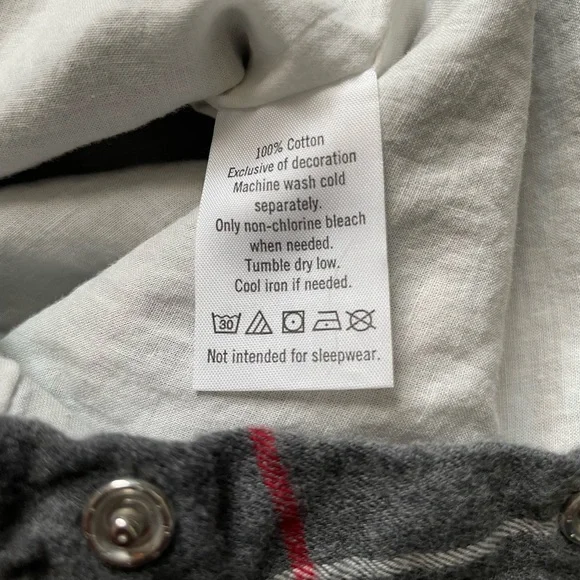 100% Cotton
Exclusive of decoration
Machine wash cold
separately.
Only non-chlorine bleach
when needed.
Tumble dry low.
Cool iron if needed.
30
Not intended for sleepwear.